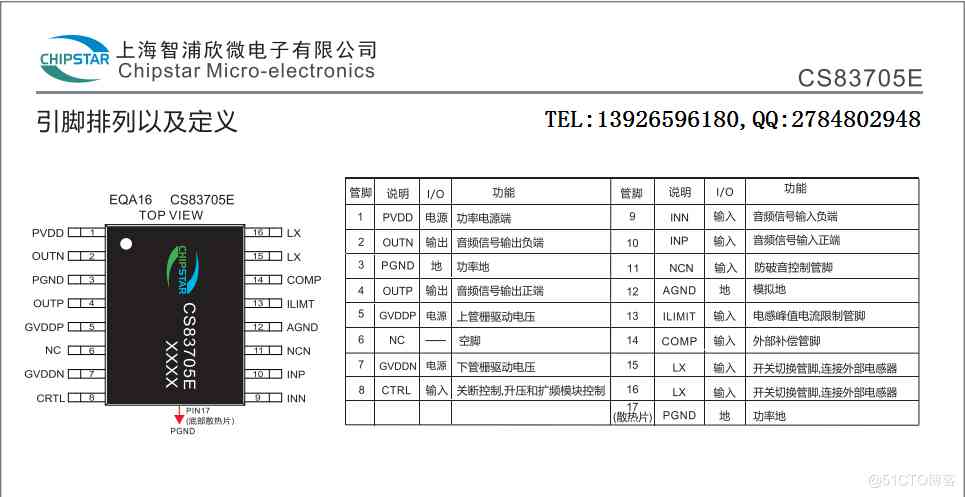 CHIPSTAR 上海智浦欣微电子有限公司
Chipstar Micro-electronics
CS83705E
引脚排列以及定义
TEL:13926596180,QQ:2784802948
EQA16 CS83705E
TOP VIEW
PVDD 1 16 LX
OUTN 2 15 LX
PGND 3 14 COMP
OUTP 4 13 ILIMT
GVDDP 5 12 AGND
NC 6 11 NCN
GVDDN 7 10 INP
CRTL 8 9 INN
CHIPSTAR
CS83705E
XXXX
PIN17
(底部散热片)
PGND
管脚 说明 I/O 功能 管脚 说明 I/O 功能
1 PVDD 电源 功率电源端 9 INN 输入 音频信号输入负端
2 OUTN 输出 音频信号输出负端 10 INP 输入 音频信号输入正端
3 PGND 地 功率地 11 NCN 输入 防破音控制管脚
4 OUTP 输出 音频信号输出正端 12 AGND 地 模拟地
5 GVDDP 电源 上管栅驱动电压 13 ILIMIT 输入 电感峰值电流限制管脚
6 NC —— 空脚 14 COMP 输入 外部补偿管脚
7 GVDDN 电源 下管栅驱动电压 15 LX 输入 开关切换管脚,连接外部电感器
8 CTRL 输入 关断控制,升压和扩频模块控制 16 LX 输入 开关切换管脚,连接外部电感器
17 (散热片) PGND 地 功率地
@51CTO博客